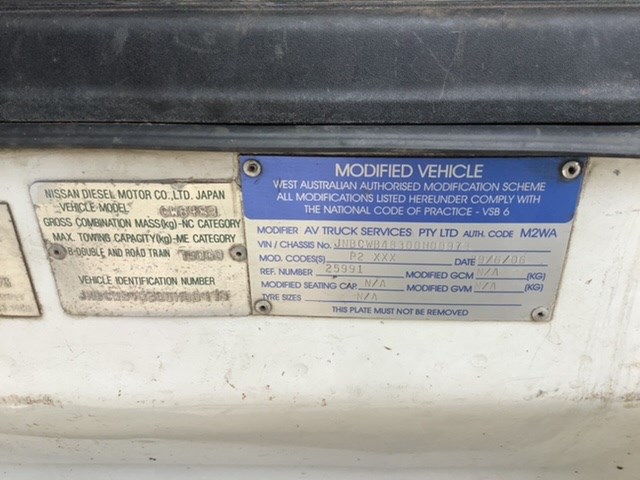 NISSAN DIESEL MOTOR CO.,LTD. JAPAN
VEHICLE MODEL
GROSS COMBINATION MASS(kg)-NC CATEGORY
MAX. TOWING CAPACITY(kg)-ME CATEGORY
B-DOUBLE AND ROAD TRAIN
VEHICLE IDENTIFICATION NUMBER
MODIFIED VEHICLE
WEST AUSTRALIAN AUTHORISED MODIFICATION SCHEME
ALL MODIFICATIONS LISTED HEREUNDER COMPLY WITH
THE NATIONAL CODE OF PRACTICE - VSB 6
MODIFIER AV TRUCK SERVICES PTY LTD AUTH. CODE M2WA
VIN / CHASSIS No.
MOD. CODES(S) P2 XXX DATE 9/6/06
REF. NUMBER 25991 MODIFIED GCM N/A (KG)
MODIFIED SEATING CAP. N/A MODIFIED GVM N/A (KG)
TYRE SIZES N/A
THIS PLATE MUST NOT BE REMOVED